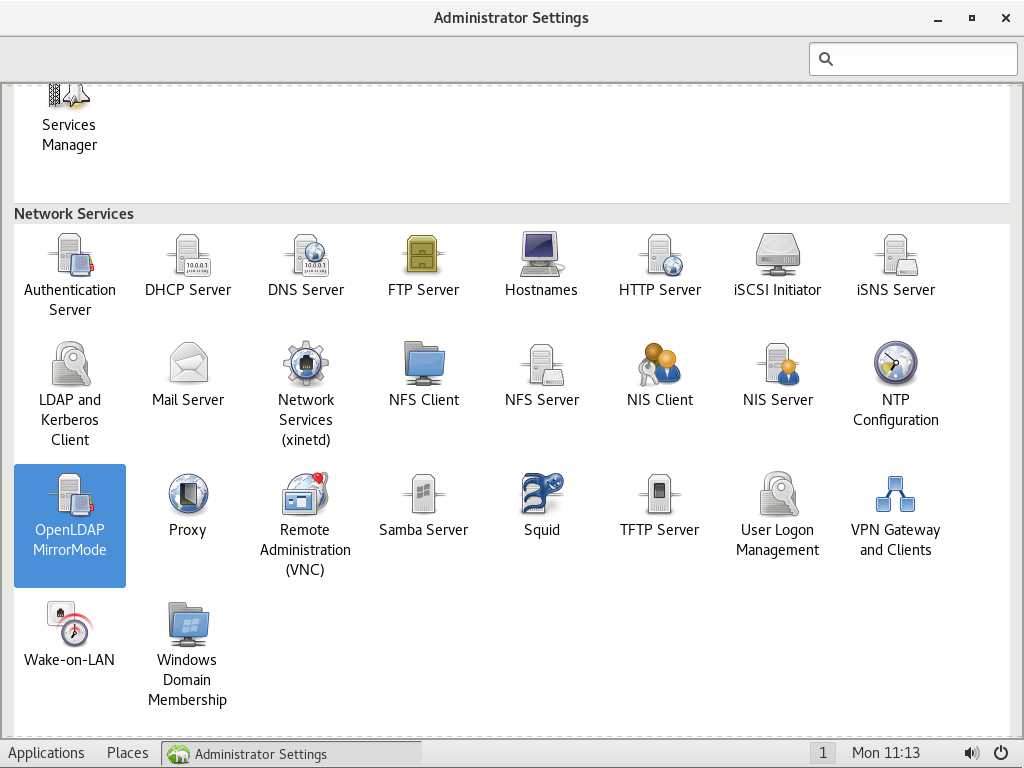 Administrator Settings
Services
Manager
Network Services
Authentication
Server
DHCP Server
DNS Server
FTP Server
Hostnames
HTTP Server
iSCSI Initiator
iSNS Server
LDAP and
Kerberos
Client
Mail Server
Network
Services
(xinetd)
NFS Client
NFS Server
NIS Client
NIS Server
NTP
Configuration
OpenLDAP
MirrorMode
Proxy
Remote
Administration
(VNC)
Samba Server
Squid
TFTP Server
User Logon
Management
VPN Gateway
and Clients
Wake-on-LAN
Windows
Domain
Membership
Applications
Places
Administrator Settings
1
Mon 11:13